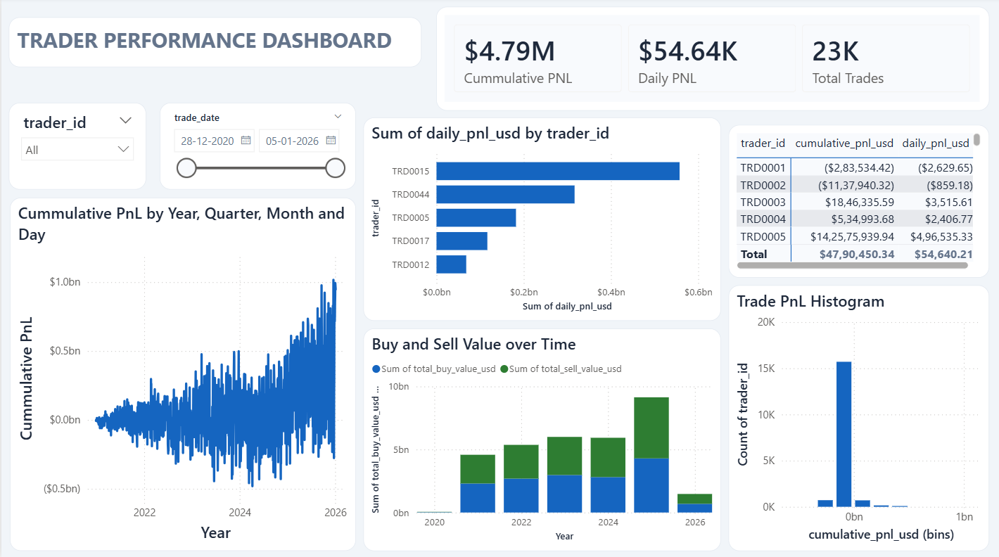 TRADER PERFORMANCE DASHBOARD
$4.79M
Cummulative PNL
$54.64K
Daily PNL
23K
Total Trades
trader_id
All
trade_date
28-12-2020
05-01-2026
Cummulative PnL by Year, Quarter, Month and
Day
Cummulative PnL
$1.0bn
$0.5bn
$0.0bn
($0.5bn)
2022
2024
2026
Year
Sum of daily_pnl_usd by trader_id
trader_id
TRD0015
TRD0044
TRD0005
TRD0017
TRD0012
$0.0bn
$0.2bn
$0.4bn
$0.6bn
Sum of daily_pnl_usd
Buy and Sell Value over Time
Sum of total_buy_value_usd
Sum of total_sell_value_usd
Sum of total_buy_value_usd ...
10bn
5bn
0bn
2020
2022
2024
2026
Year
trader_id cumulative_pnl_usd daily_pnl_usd
TRD0001 ($2,83,534.42) ($2,629.65)
TRD0002 ($11,37,940.32) ($859.18)
TRD0003 $18,46,335.59 $3,515.61
TRD0004 $5,34,993.68 $2,406.77
TRD0005 $14,25,75,939.94 $4,96,535.33
Total $47,90,450.34 $54,640.21
Trade PnL Histogram
Count of trader_id
20K
15K
10K
5K
0K
0bn
1bn
cumulative_pnl_usd (bins)